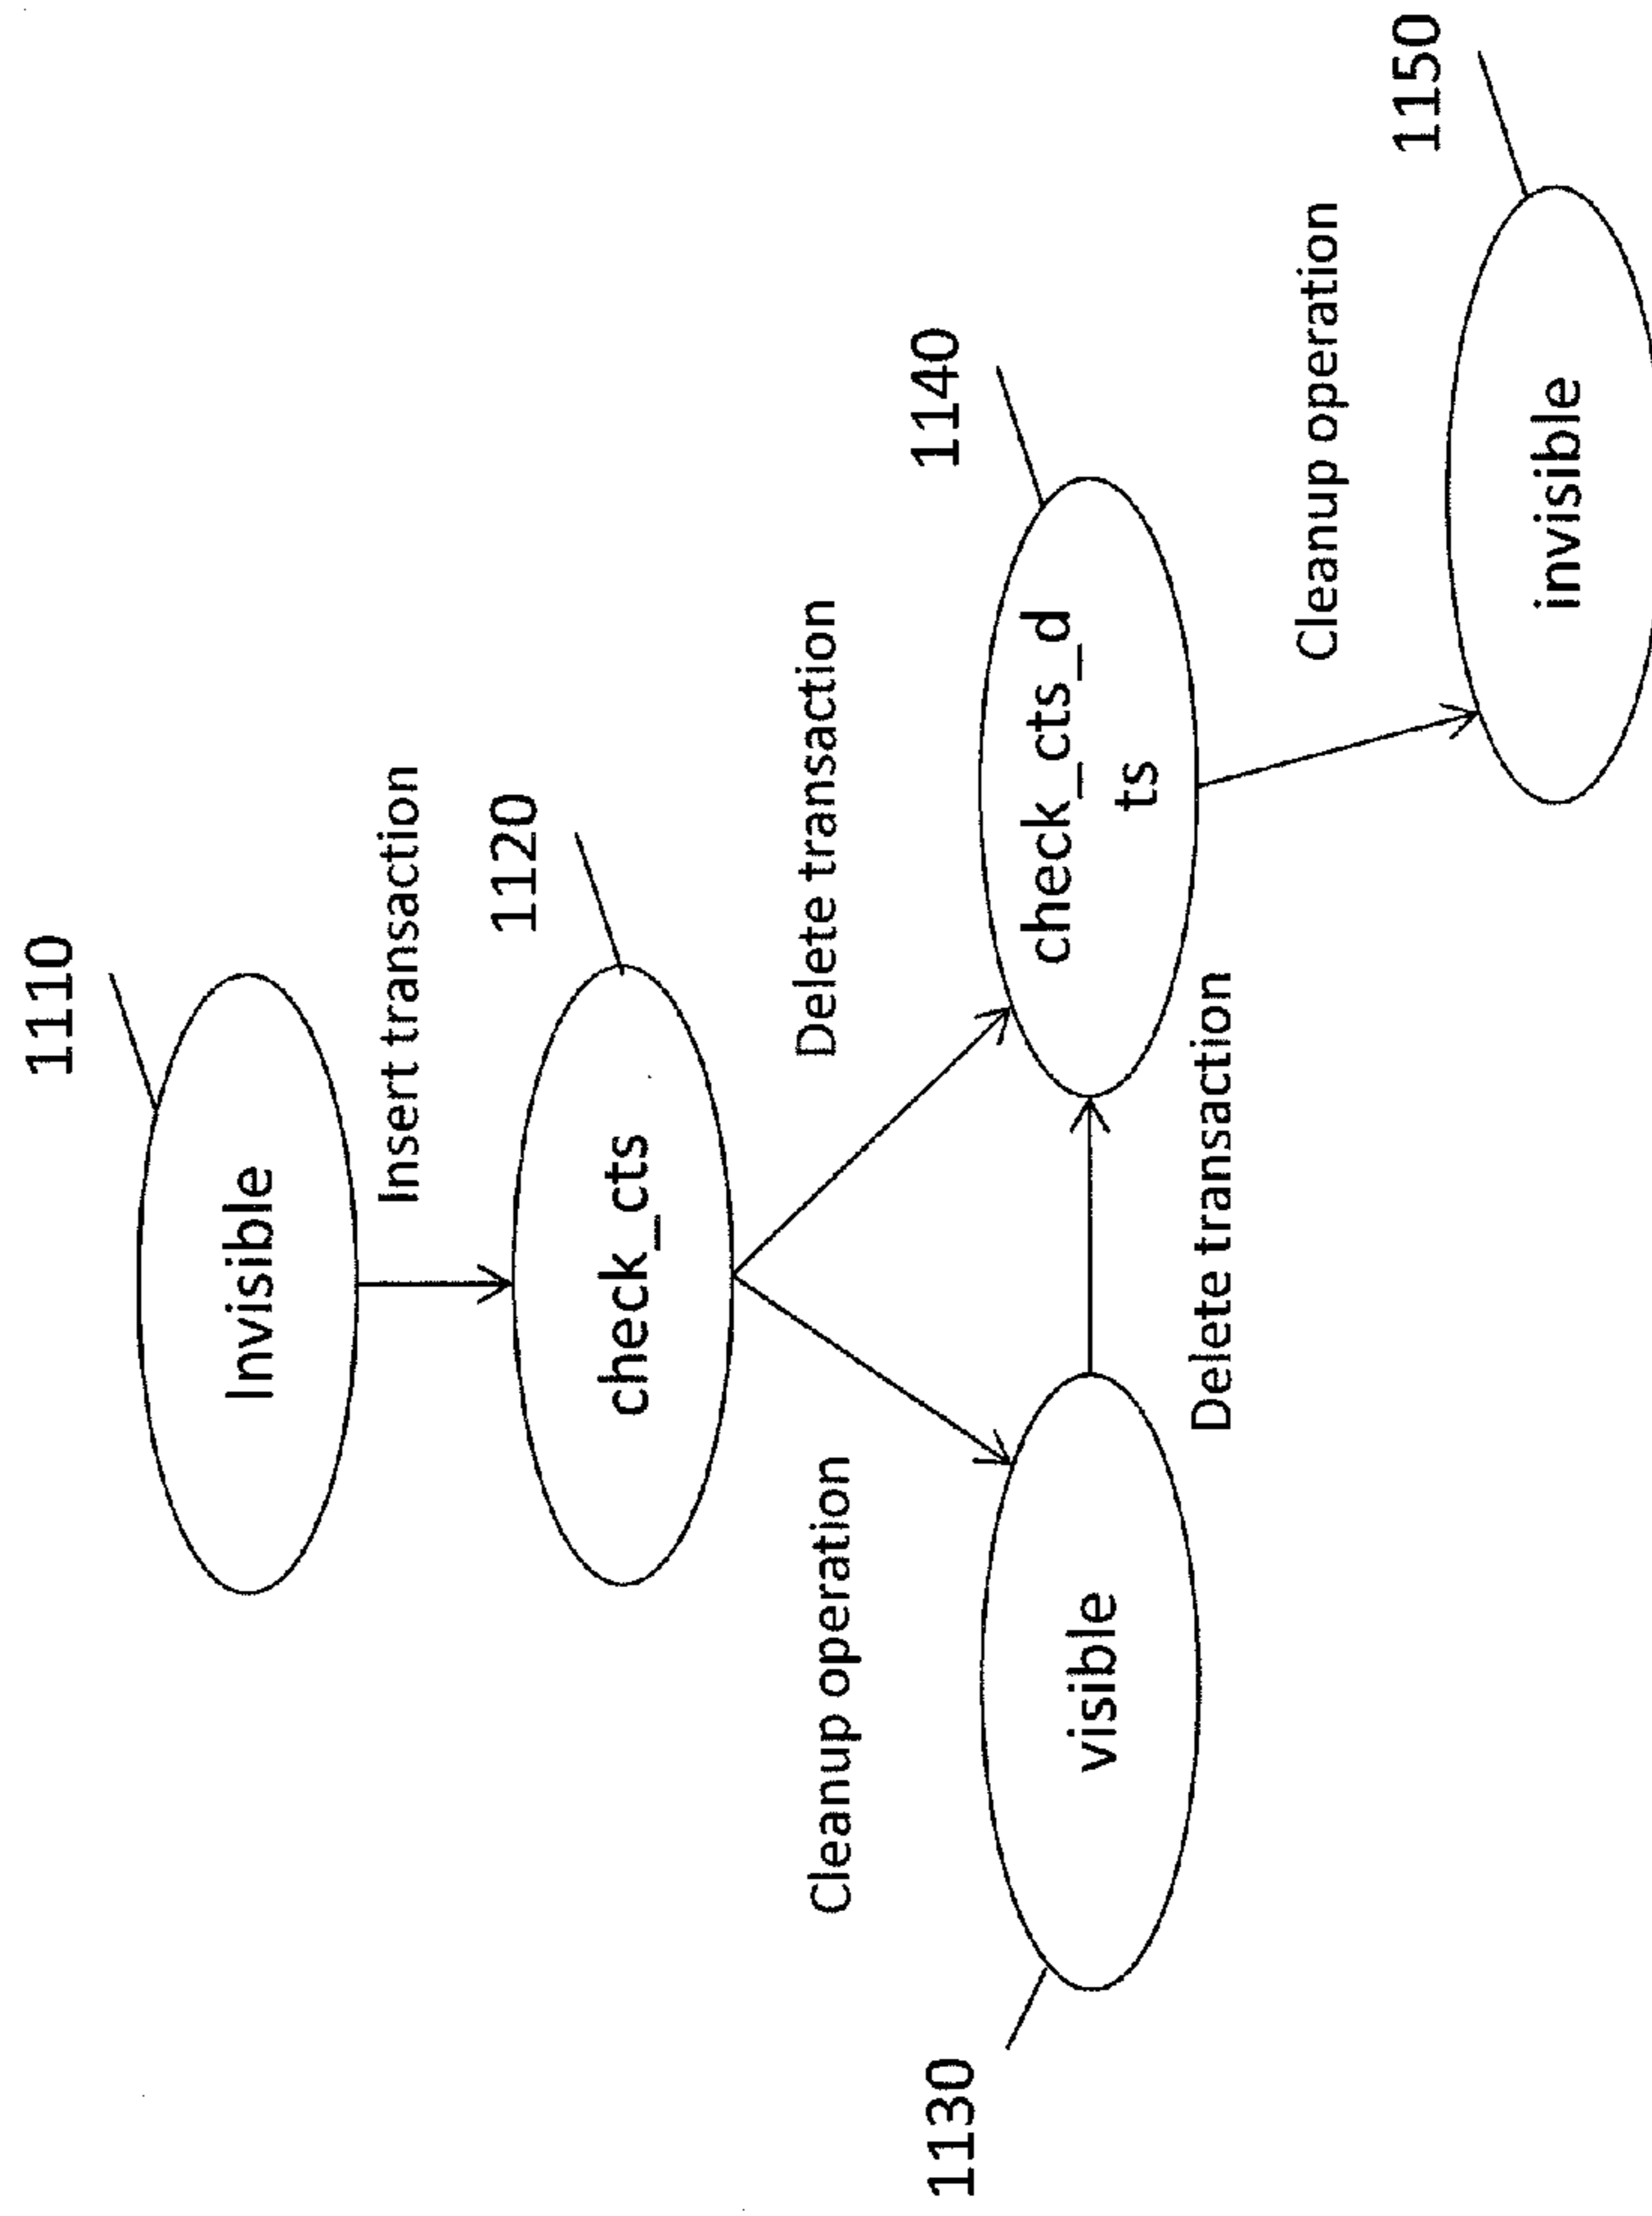 1110
Invisible
Insert transaction
1120
check_cts
Cleanup operation
Delete transaction
1130
visible
Delete transaction
1140
check_cts_d
ts
Cleanup operation
1150
invisible